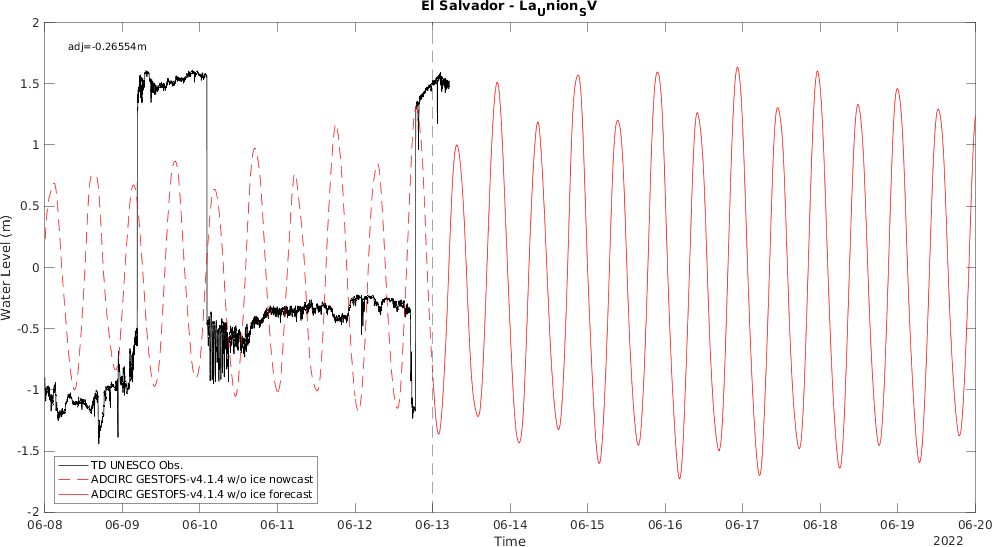 El Salvador - LaUnionSV
adj=-0.26554m
2
1.5
1
0.5
0
-0.5
-1
-1.5
-2
Water Level (m)
TD UNESCO Obs.
ADCIRC GESTOFS-v4.1.4 w/o ice nowcast
ADCIRC GESTOFS-v4.1.4 w/o ice forecast
06-08 06-09 06-10 06-11 06-12 06-13 06-14 06-15 06-16 06-17 06-18 06-19 06-20
Time
2022